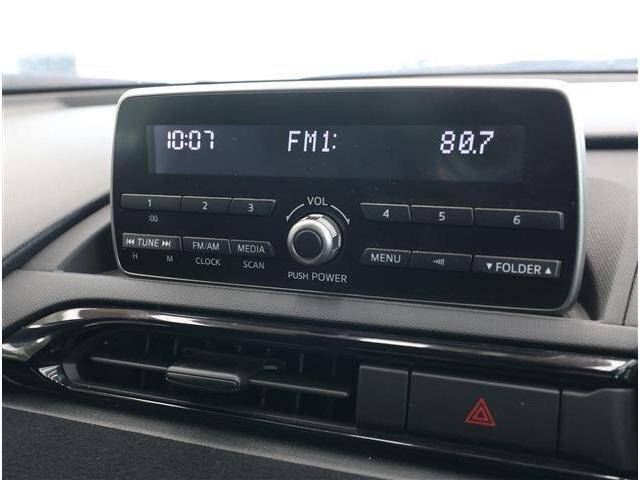 10:07 FM1: 80.7
1 2 3 VOL 4 5 6
:00
⏮ TUNE ⏭ FM/AM MEDIA MENU ▼ FOLDER ▲
H M CLOCK SCAN PUSH POWER